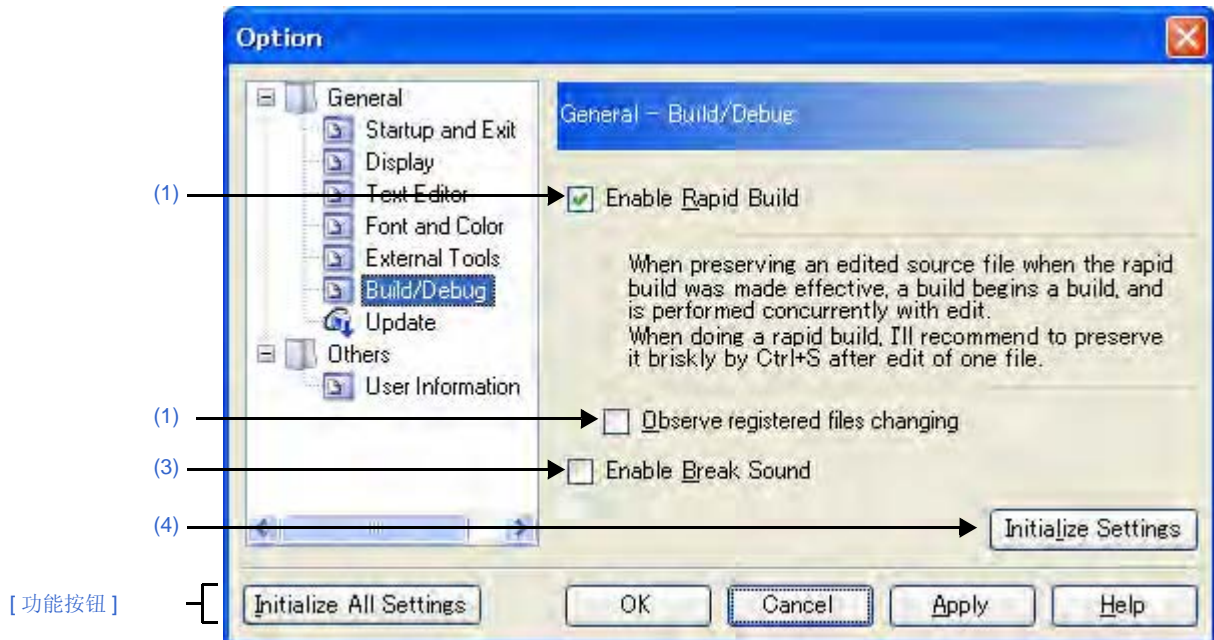 Option
General
Startup and Exit
Display
Text Editor
Font and Color
External Tools
Build/Debug
Update
Others
User Information
General - Build/Debug
(1)
Enable Rapid Build
When preserving an edited source file when the rapid
build was made effective, a build begins a build, and
is performed concurrently with edit.
When doing a rapid build, I'll recommend to preserve
it briskly by Ctrl+S after edit of one file.
(1)
Observe registered files changing
(3)
Enable Break Sound
(4)
Initialize Settings
[ 功能按钮 ]
Initialize All Settings
OK
Cancel
Apply
Help